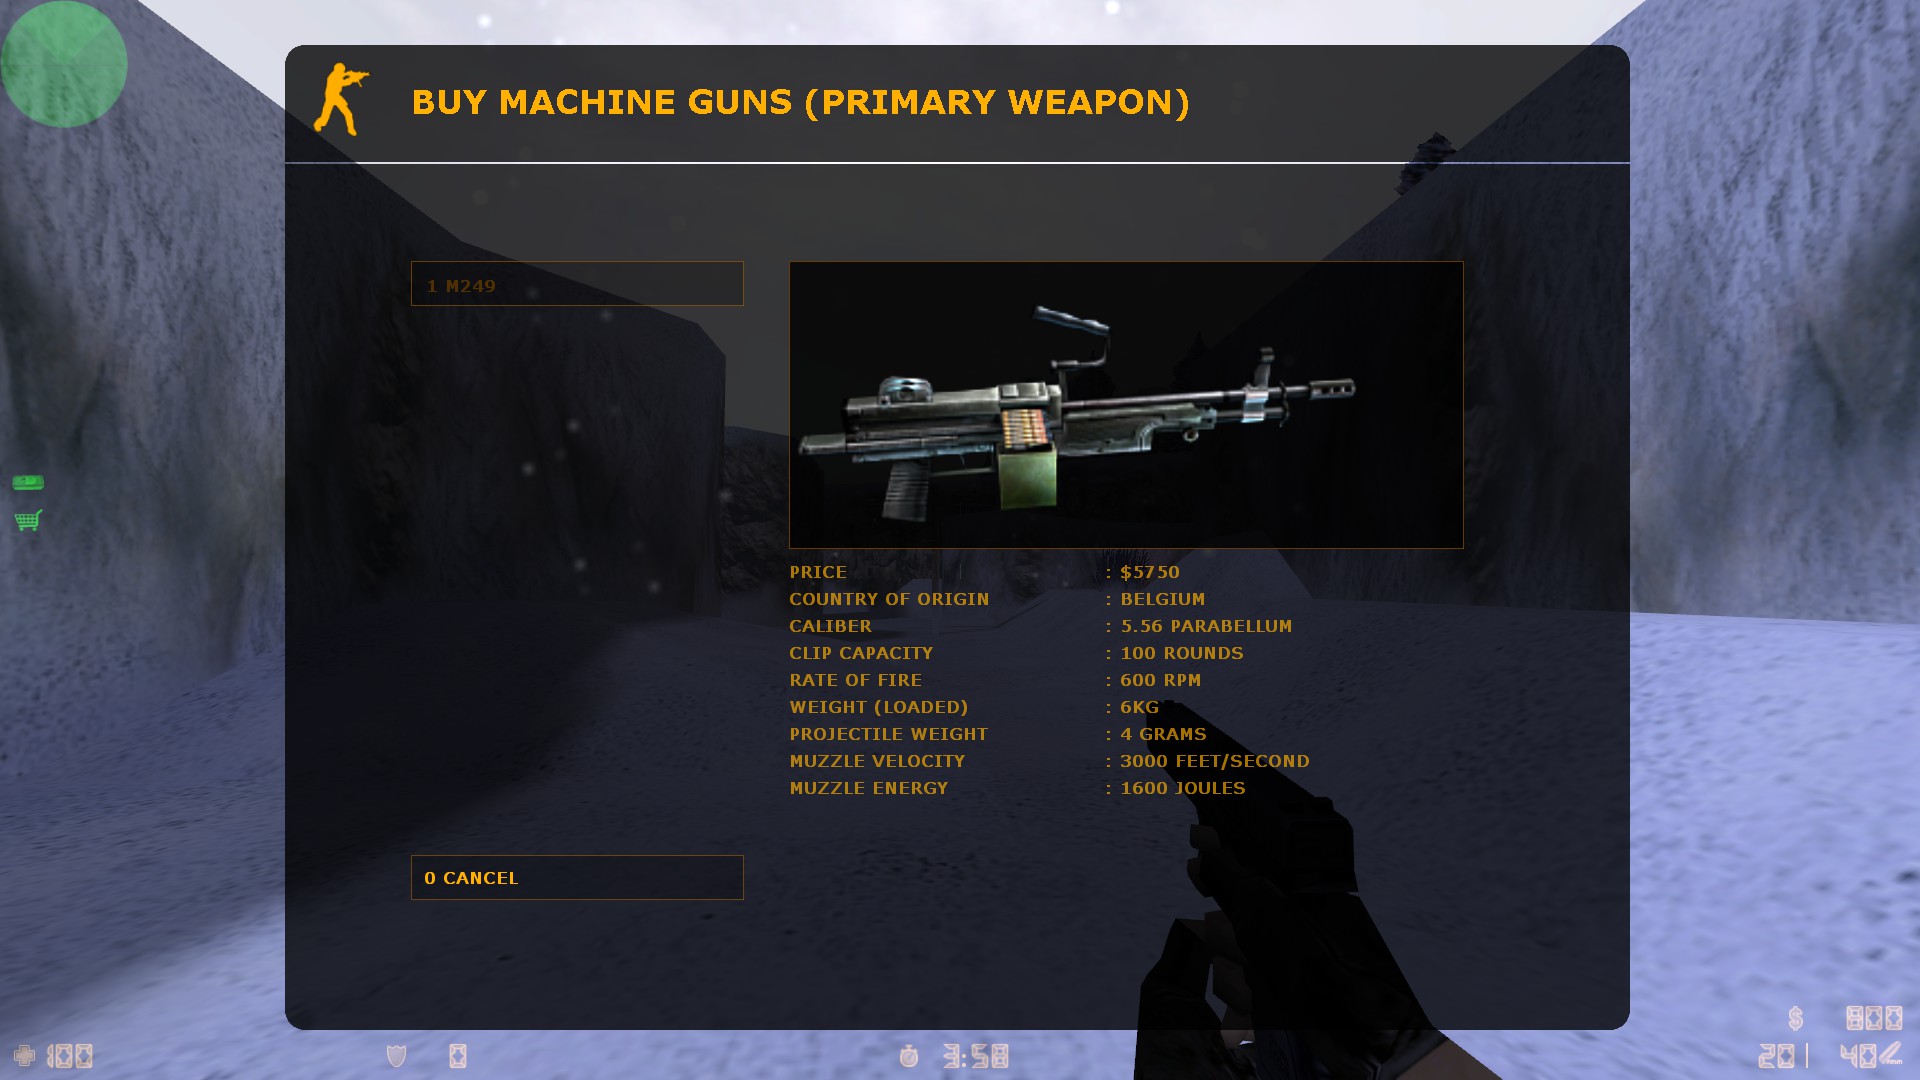 BUY MACHINE GUNS (PRIMARY WEAPON)
1 M249
PRICE : $5750
COUNTRY OF ORIGIN : BELGIUM
CALIBER : 5.56 PARABELLUM
CLIP CAPACITY : 100 ROUNDS
RATE OF FIRE : 600 RPM
WEIGHT (LOADED) : 6KG
PROJECTILE WEIGHT : 4 GRAMS
MUZZLE VELOCITY : 3000 FEET/SECOND
MUZZLE ENERGY : 1600 JOULES
0 CANCEL
$ 800
100 0 3:58 20 | 40